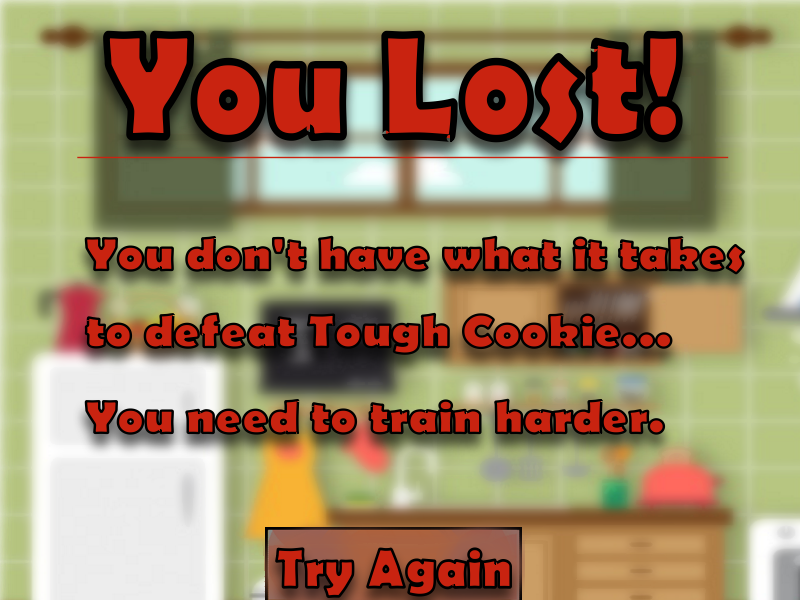 You Lost!
You don't have what it takes
to defeat Tough Cookie...
You need to train harder.
Try Again